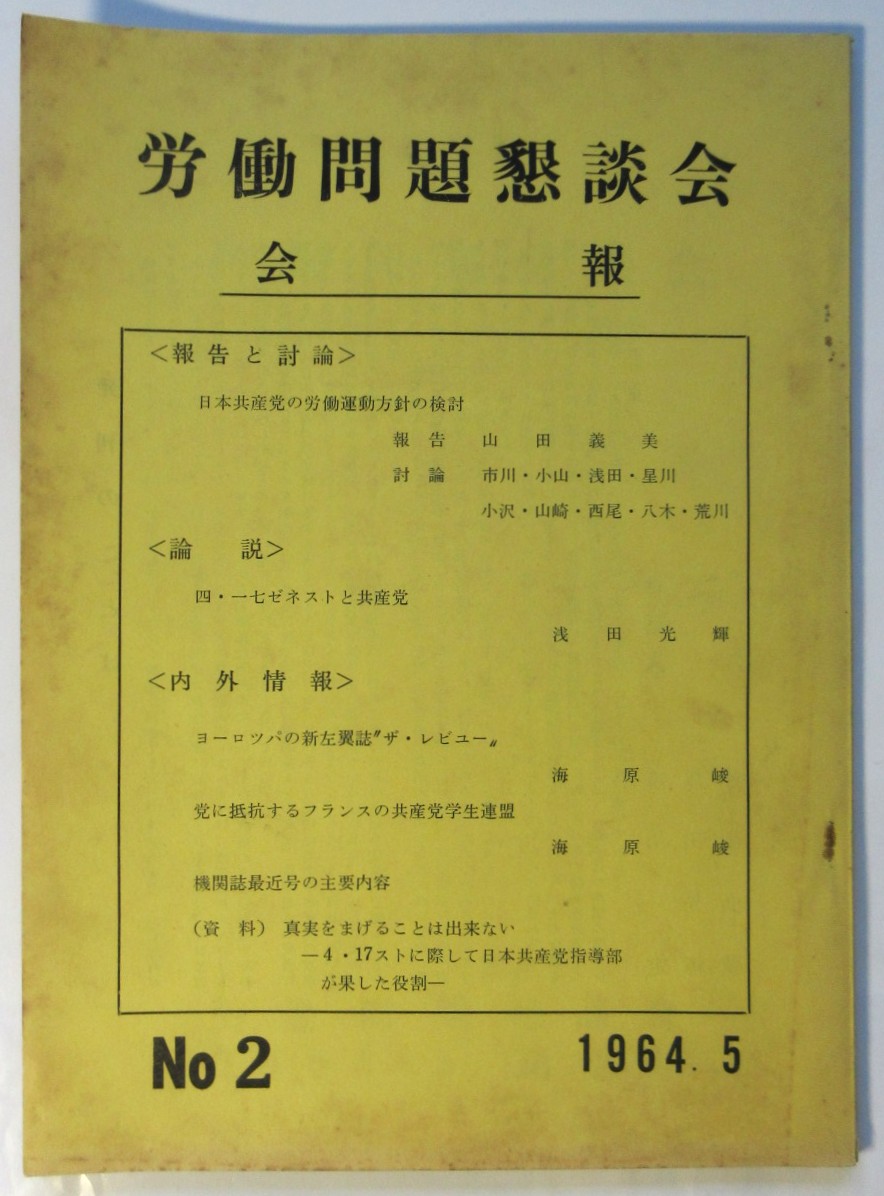 労働問題懇談会
会報
＜報告と討論＞
日本共産党の労働運動方針の検討
報告 山田義美
討論 市川・小山・浅田・星川
小沢・山崎・西尾・八木・荒川
＜論説＞
四・一七ゼネストと共産党
浅田光輝
＜内外情報＞
ヨーロツパの新左翼誌〃ザ・レビユー〃
海原峻
党に抵抗するフランスの共産党学生連盟
海原峻
機関誌最近号の主要内容
（資料） 真実をまげることは出来ない
―4・17ストに際して日本共産党指導部
が果した役割―
No 2 1964.5